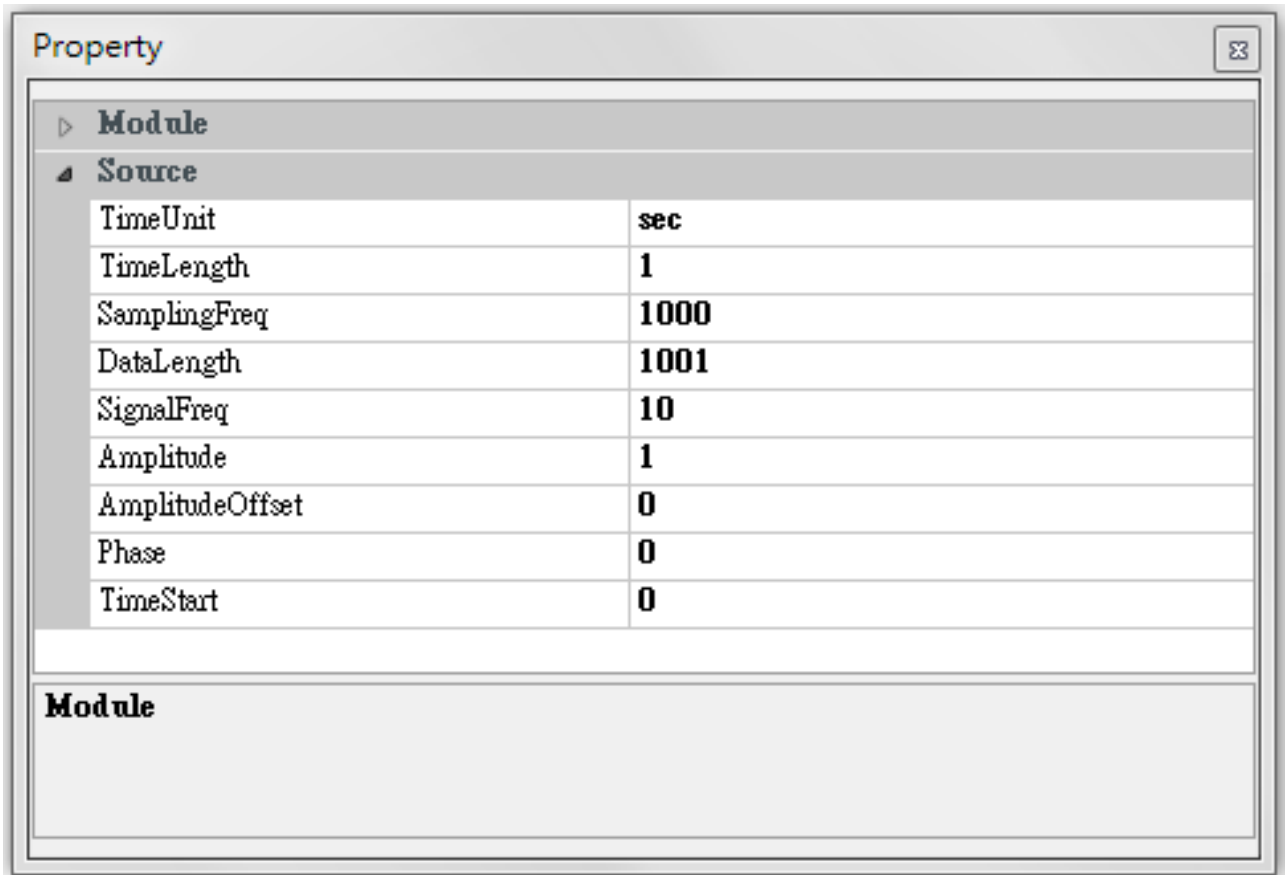 Property
Module
Source
TimeUnit sec
TimeLength 1
SamplingFreq 1000
DataLength 1001
SignalFreq 10
Amplitude 1
AmplitudeOffset 0
Phase 0
TimeStart 0
Module